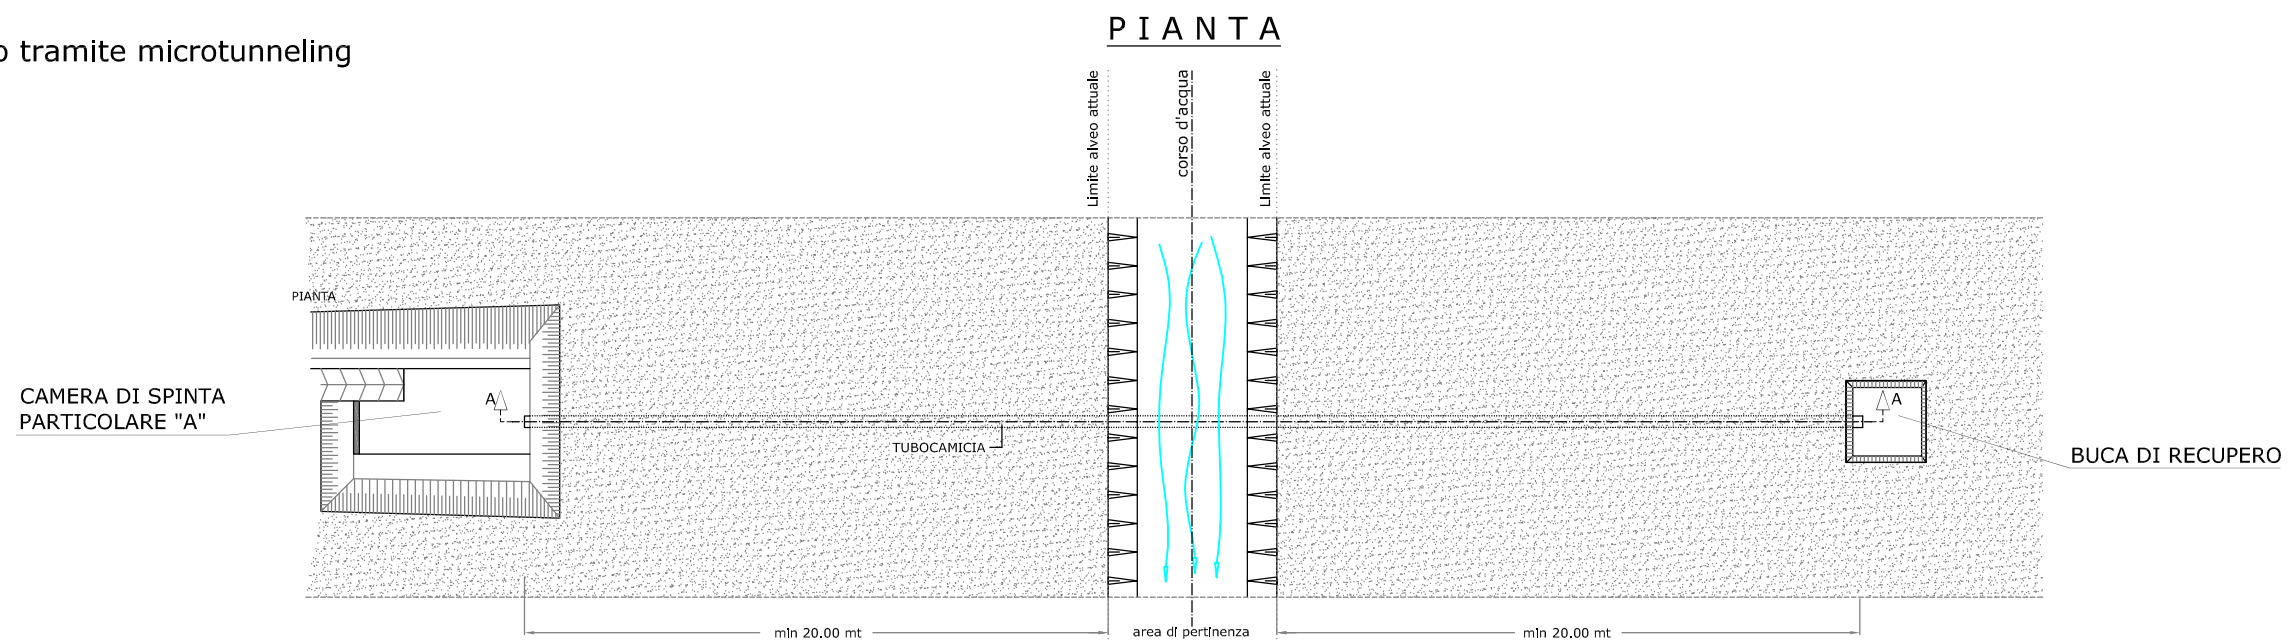 P I A N T A
tramite microtunneling
Limite alveo attuale
corso d'acqua
Limite alveo attuale
PIANTA
CAMERA DI SPINTA
PARTICOLARE "A"
A
A
TUBOCAMICIA
BUCA DI RECUPERO
min 20.00 mt
area di pertinenza
min 20.00 mt